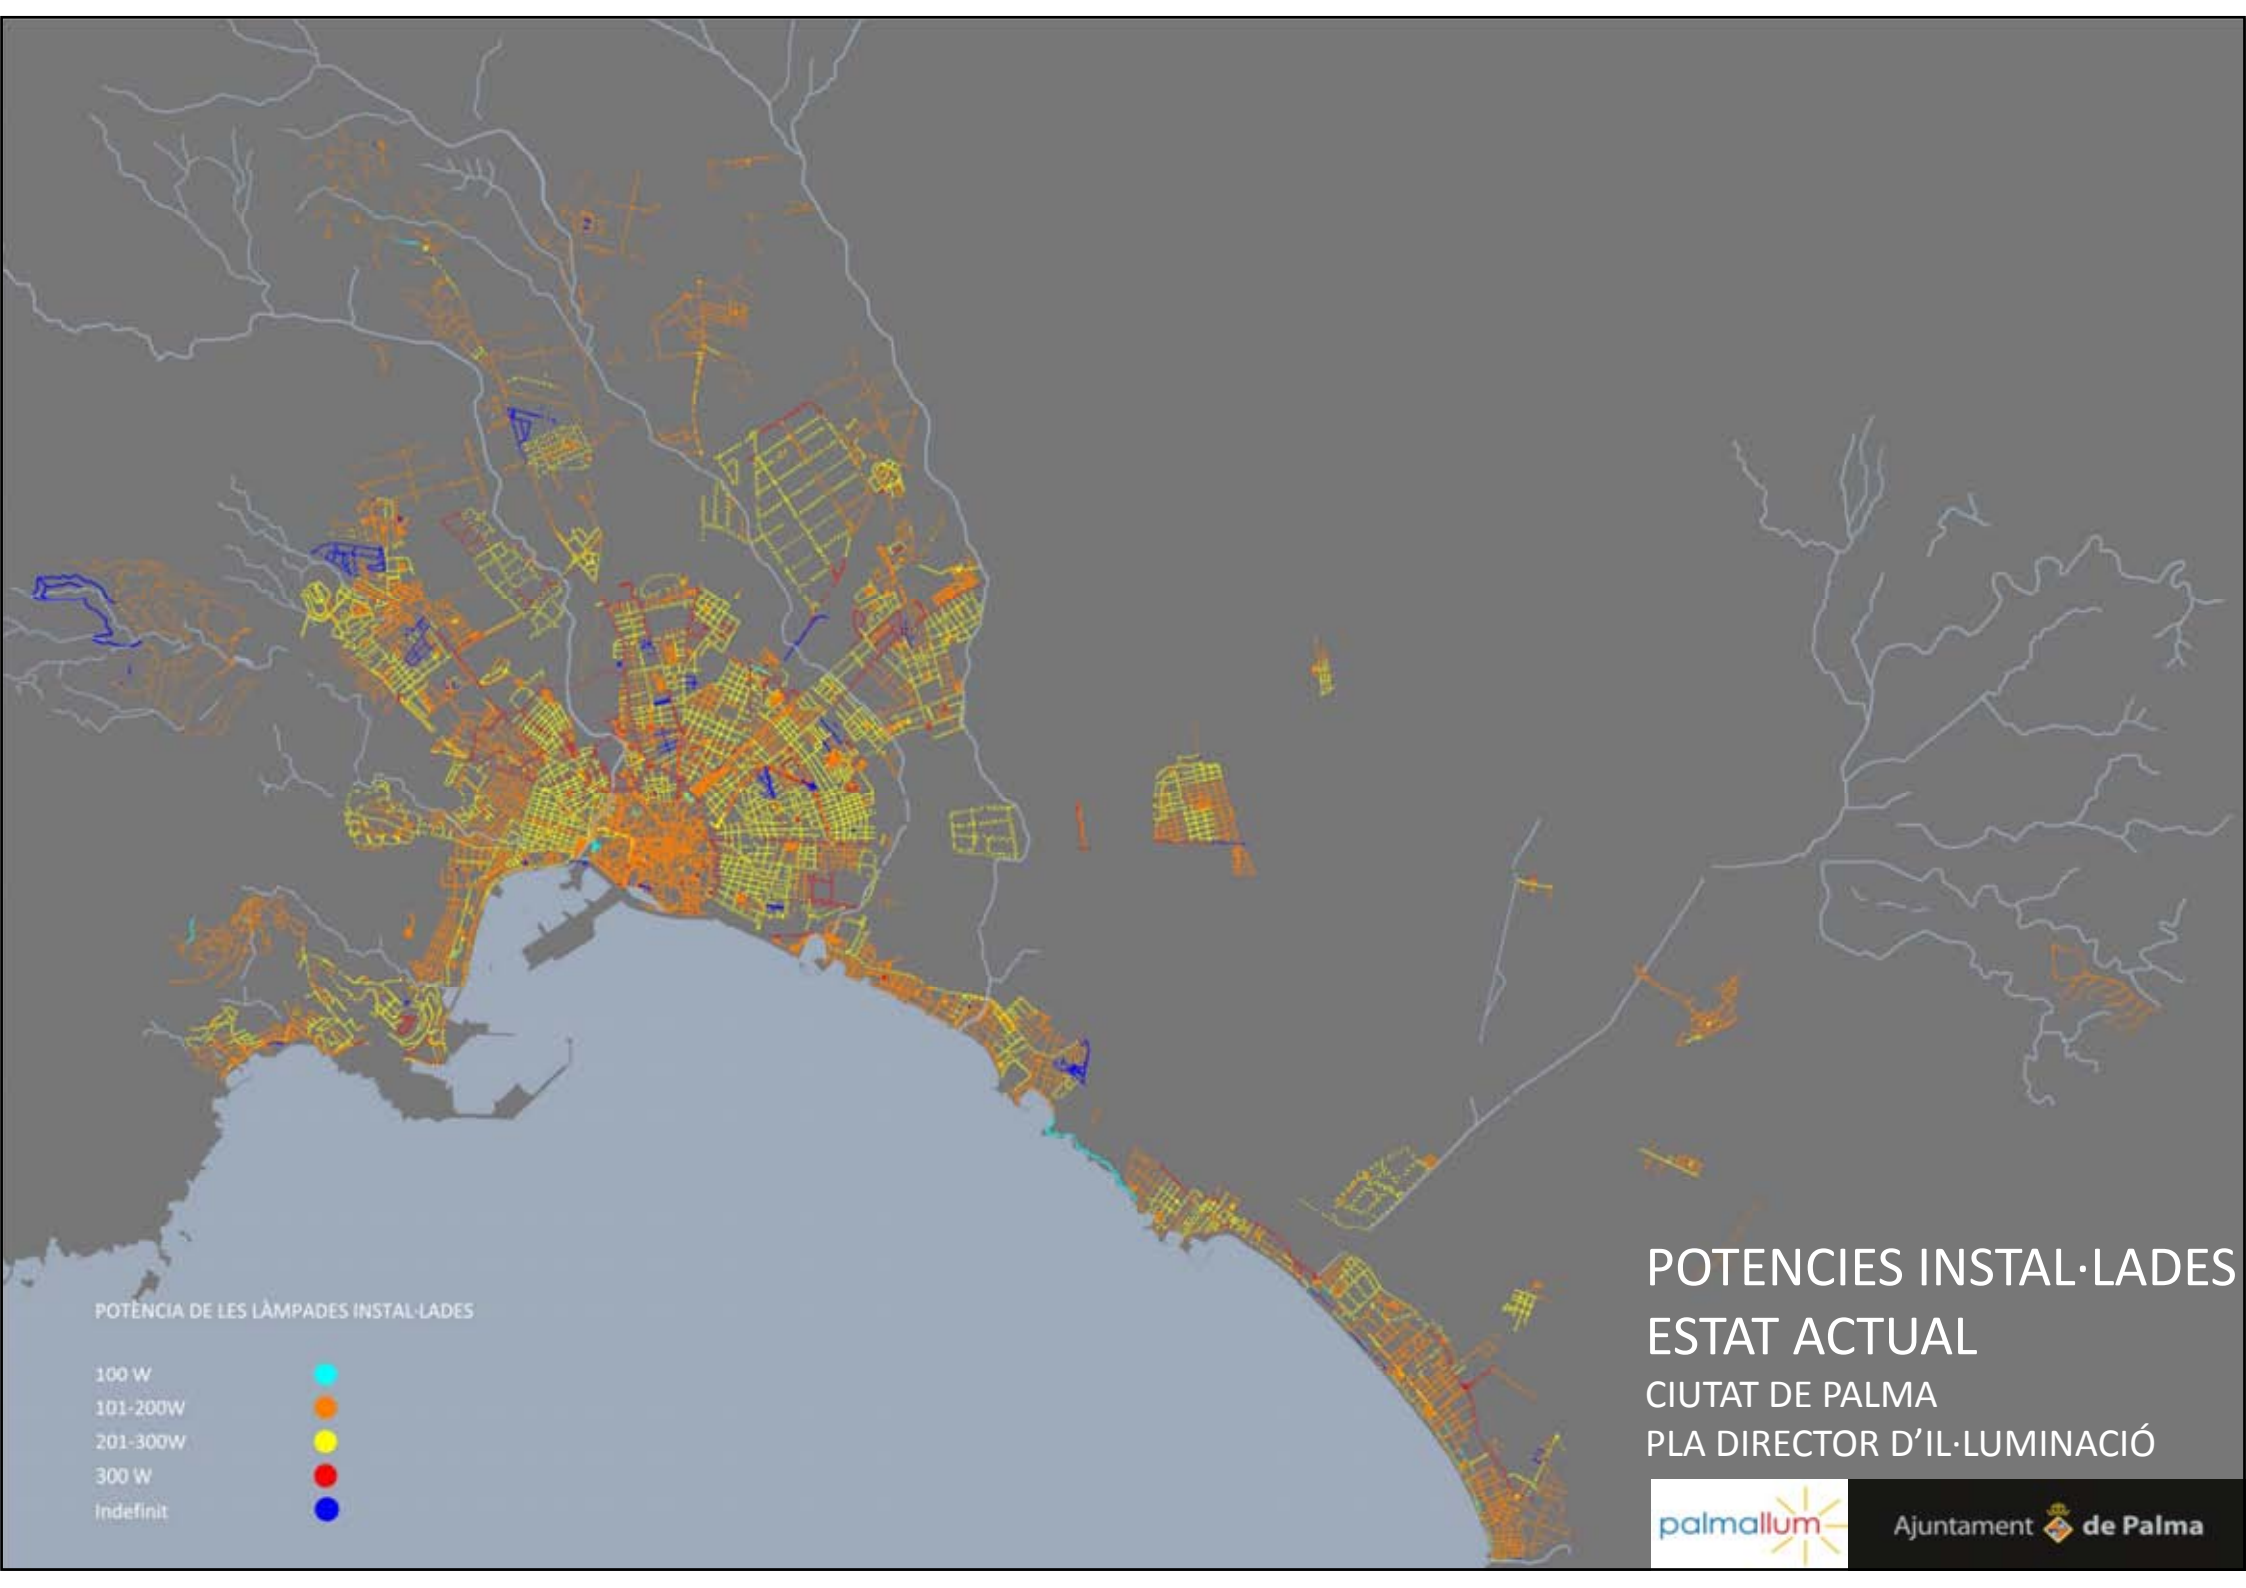 POTÈNCIA DE LES LÀMPADES INSTAL·LADES
100 W
101-200W
201-300W
300 W
Indefinit
POTENCIES INSTAL·LADES
ESTAT ACTUAL
CIUTAT DE PALMA
PLA DIRECTOR D'IL·LUMINACIÓ
palmallum
Ajuntament de Palma